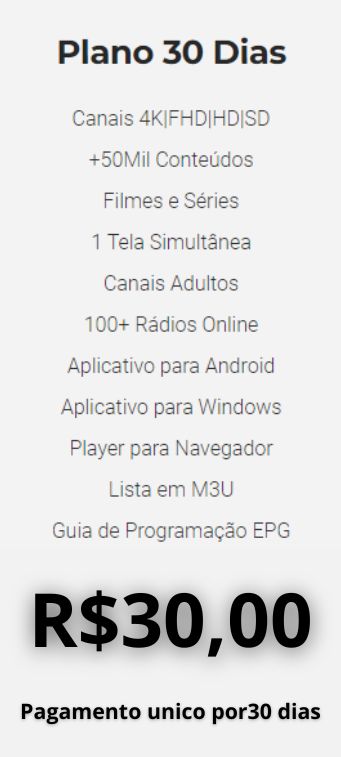 Plano 30 Dias
Canais 4K|FHD|HD|SD
+50Mil Conteúdos
Filmes e Séries
1 Tela Simultânea
Canais Adultos
100+ Rádios Online
Aplicativo para Android
Aplicativo para Windows
Player para Navegador
Lista em M3U
Guia de Programação EPG
R$30,00
Pagamento unico por30 dias